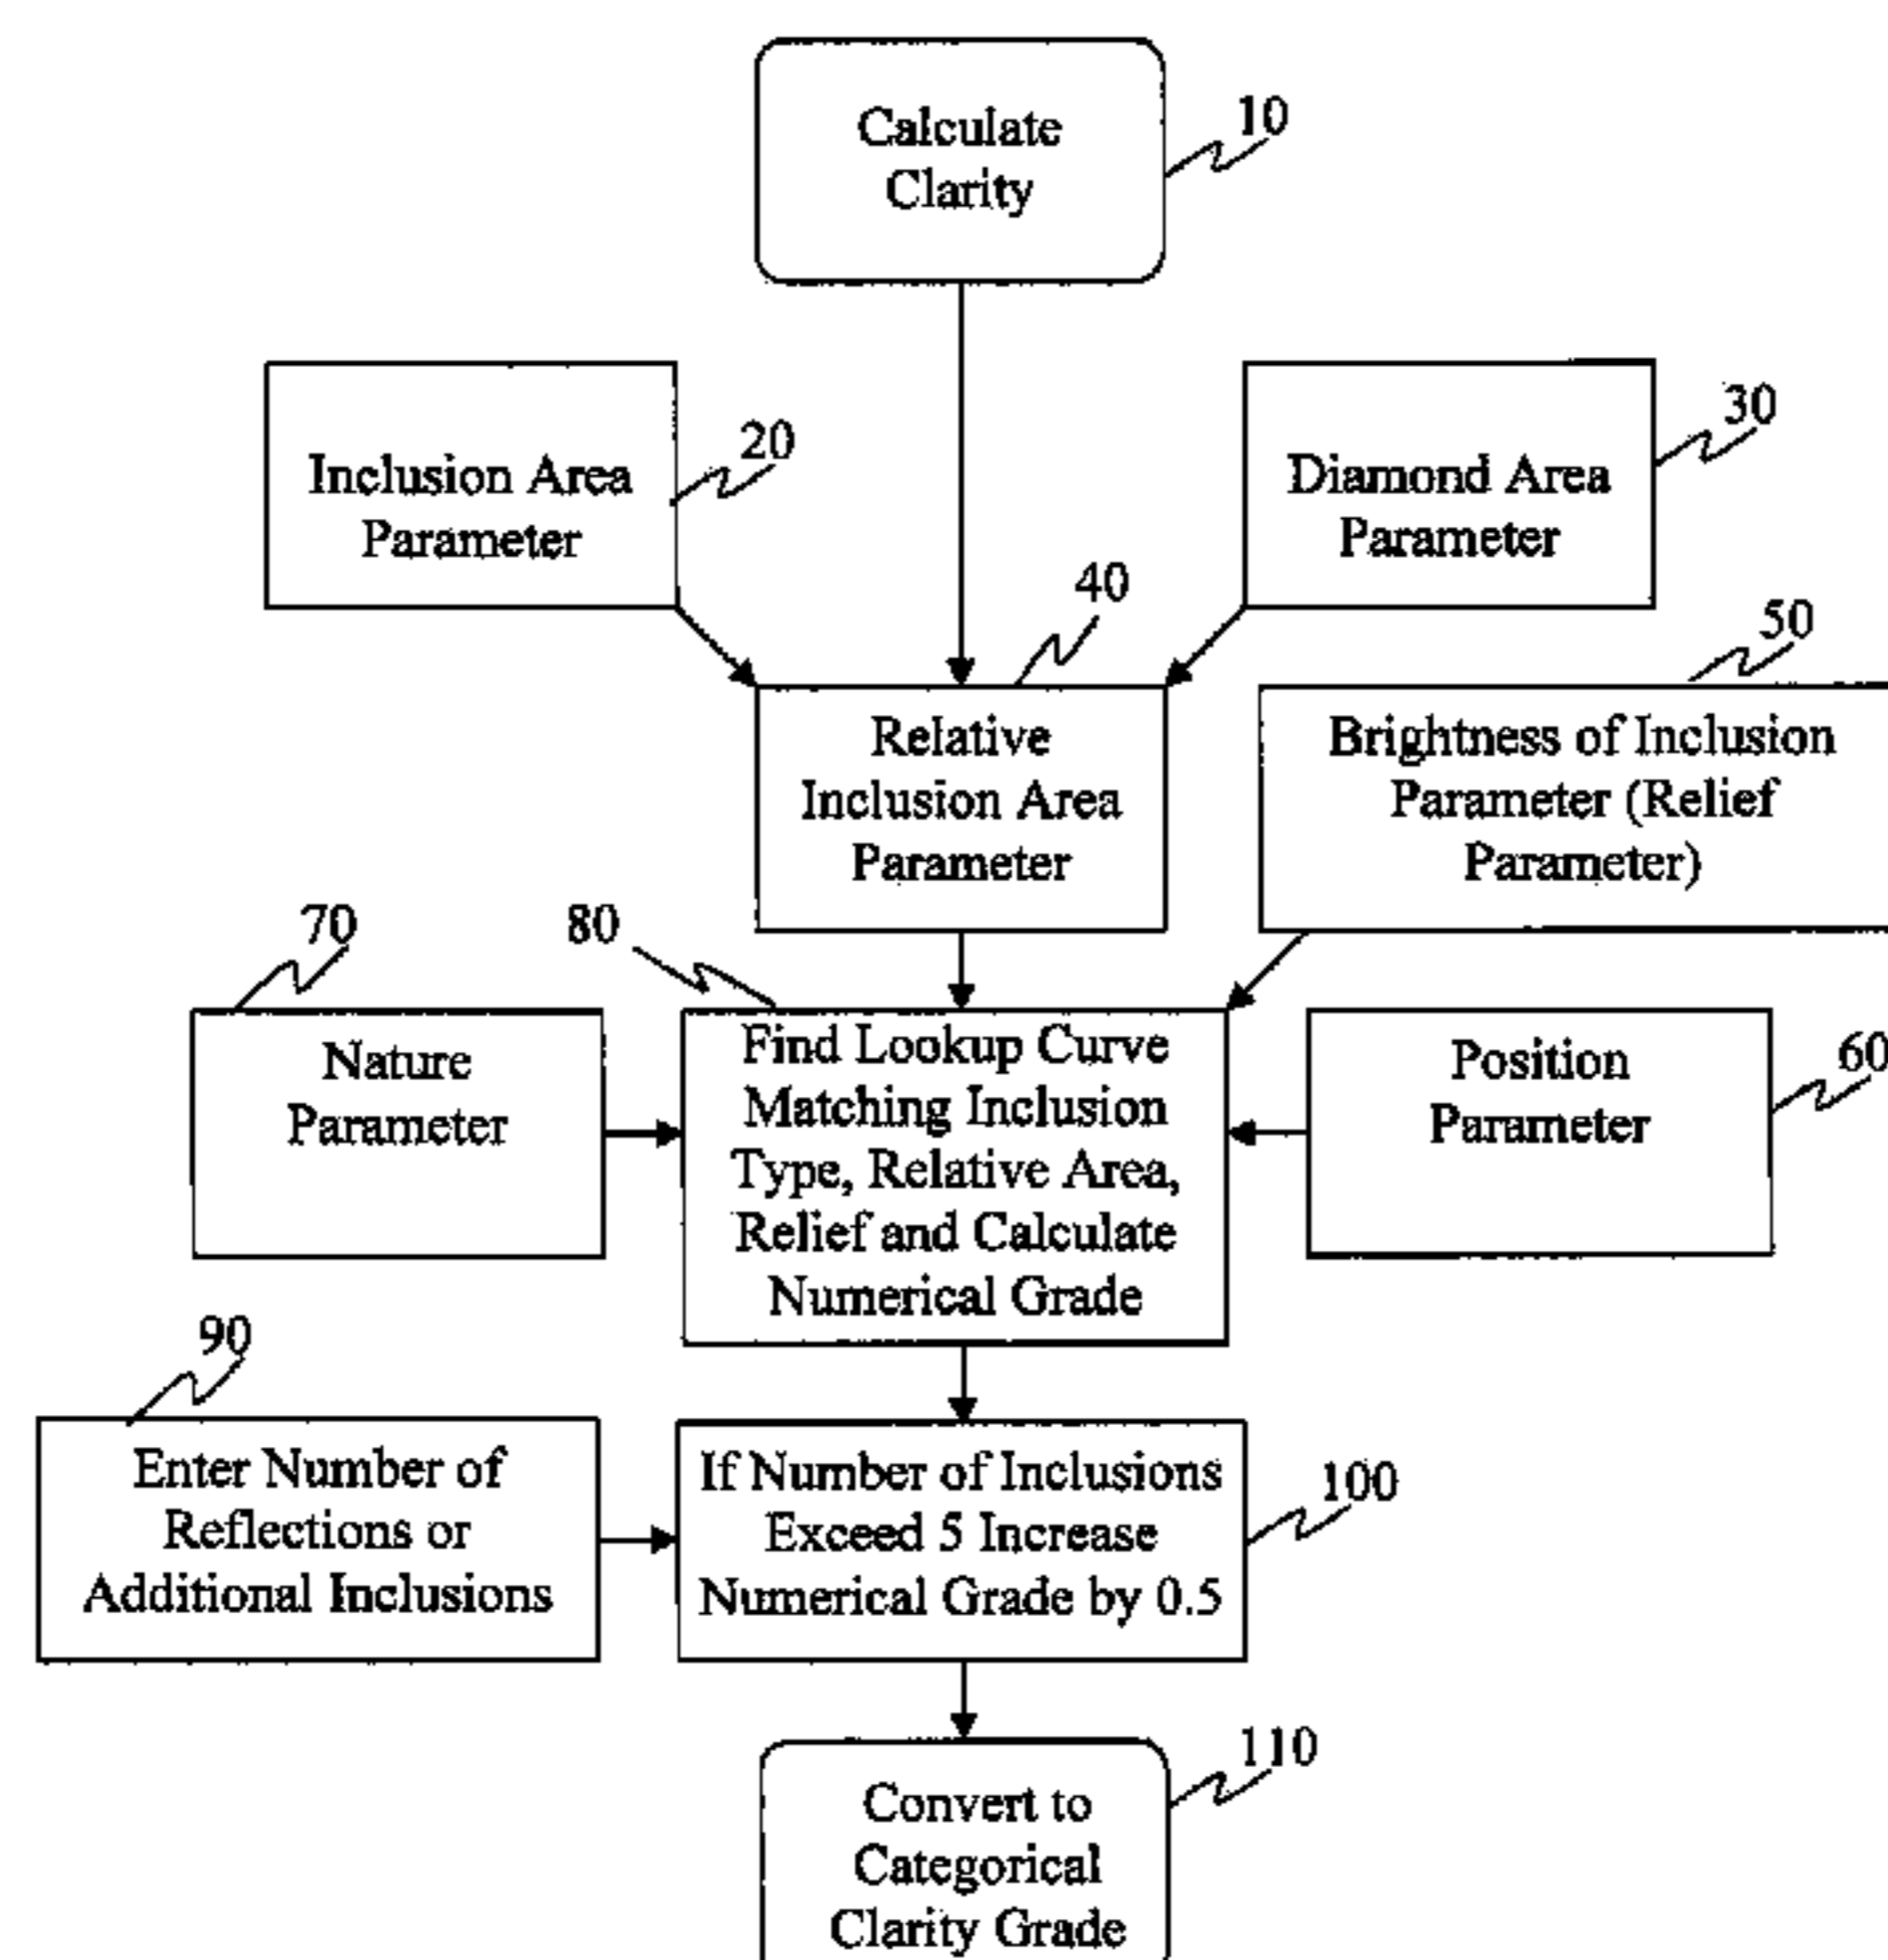 Calculate
Clarity
10
Inclusion Area
Parameter
20
Diamond Area
Parameter
30
40
Relative
Inclusion Area
Parameter
50
Brightness of Inclusion
Parameter (Relief
Parameter)
70
Nature
Parameter
80
Find Lookup Curve
Matching Inclusion
Type, Relative Area,
Relief and Calculate
Numerical Grade
Position
Parameter
60
90
Enter Number of
Reflections or
Additional Inclusions
If Number of Inclusions
Exceed 5 Increase
Numerical Grade by 0.5
100
Convert to
Categorical
Clarity Grade
110